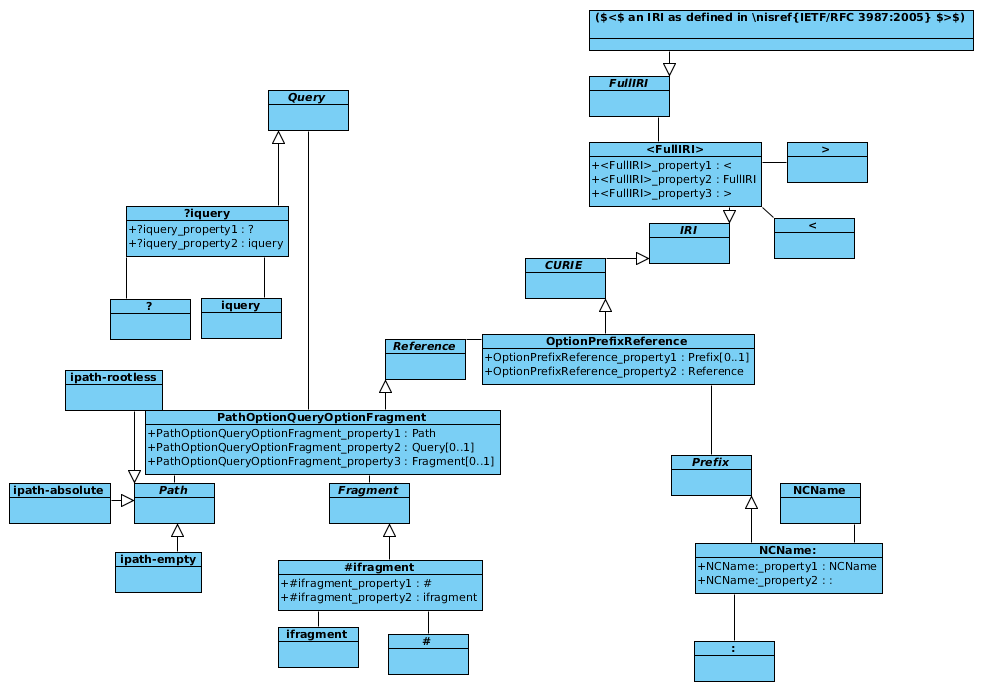 ($<$ an IRI as defined in \nisref{IETF/RFC 3987:2005} $>$)
FullIRI
Query
<FullIRI>
+<FullIRI>_property1 : <
+<FullIRI>_property2 : FullIRI
+<FullIRI>_property3 : >
>
<
?iquery
+?iquery_property1 : ?
+?iquery_property2 : iquery
IRI
CURIE
?
iquery
Reference
OptionPrefixReference
+OptionPrefixReference_property1 : Prefix[0..1]
+OptionPrefixReference_property2 : Reference
ipath-rootless
PathOptionQueryOptionFragment
+PathOptionQueryOptionFragment_property1 : Path
+PathOptionQueryOptionFragment_property2 : Query[0..1]
+PathOptionQueryOptionFragment_property3 : Fragment[0..1]
Prefix
ipath-absolute
Path
Fragment
NCName
ipath-empty
#ifragment
+#ifragment_property1 : #
+#ifragment_property2 : ifragment
NCName:
+NCName:_property1 : NCName
+NCName:_property2 : :
ifragment
#
: